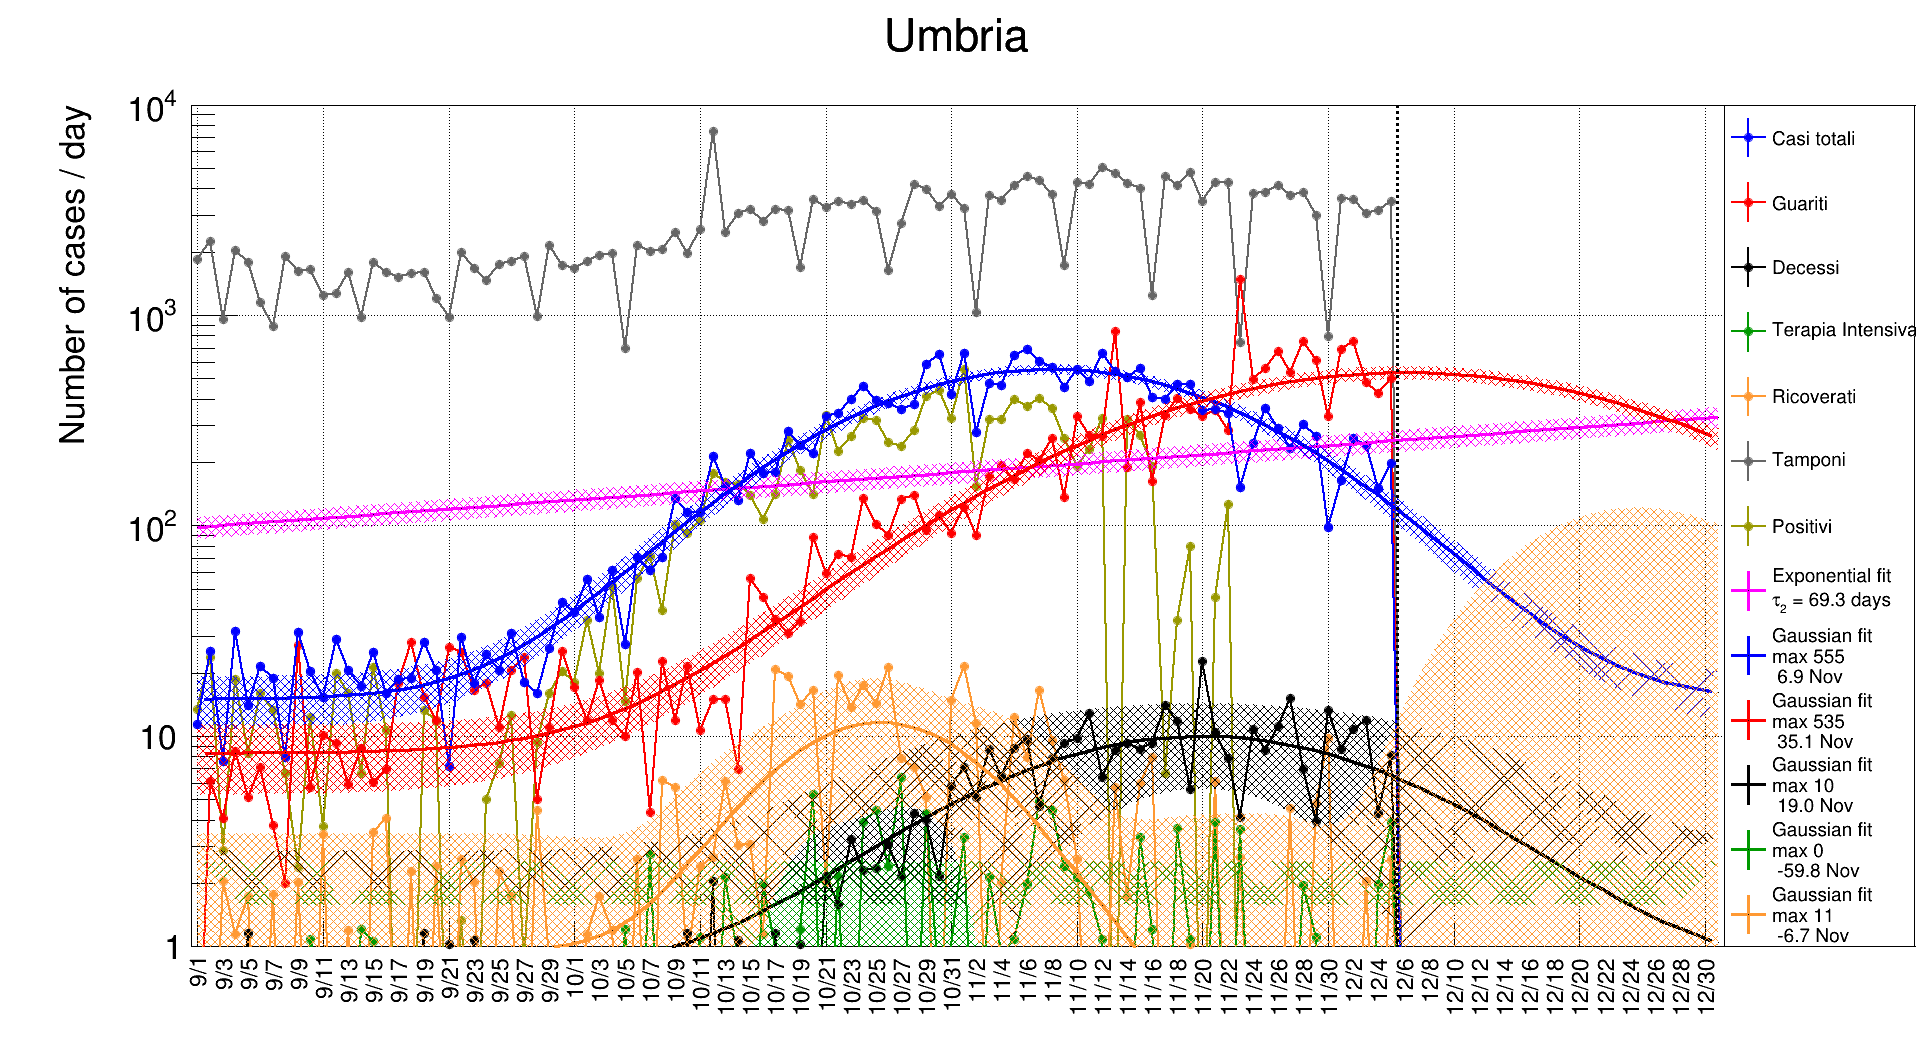 Umbria
Number of cases / day
10^4
10^3
10^2
10
1
9/1
9/3
9/5
9/7
9/9
9/11
9/13
9/15
9/17
9/19
9/21
9/23
9/25
9/27
9/29
10/1
10/3
10/5
10/7
10/9
10/11
10/13
10/15
10/17
10/19
10/21
10/23
10/25
10/27
10/29
10/31
11/2
11/4
11/6
11/8
11/10
11/12
11/14
11/16
11/18
11/20
11/22
11/24
11/26
11/28
11/30
12/2
12/4
12/6
12/8
12/10
12/12
12/14
12/16
12/18
12/20
12/22
12/24
12/26
12/28
12/30
Casi totali
Guariti
Decessi
Terapia Intensiva
Ricoverati
Tamponi
Positivi
Exponential fit
τ₂ = 69.3 days
Gaussian fit
max 555
6.9 Nov
Gaussian fit
max 535
35.1 Nov
Gaussian fit
max 10
19.0 Nov
Gaussian fit
max 0
-59.8 Nov
Gaussian fit
max 11
-6.7 Nov